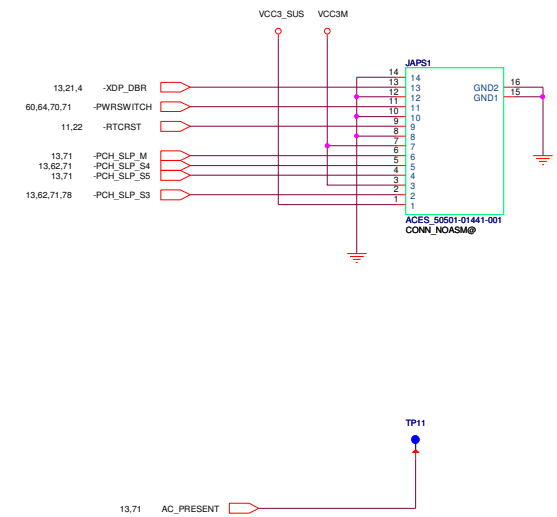 VCC3_SUS VCC3M
JAPS1
14 14
13,21,4 -XDP_DBR 13 13 GND2 16
12 12 GND1 15
60,64,70,71 -PWRSWITCH 11 11
10 10
11,22 -RTCRST 9 9
8 8
7 7
13,71 -PCH_SLP_M 6 6
13,62,71 -PCH_SLP_S4 5 5
13,71 -PCH_SLP_S5 4 4
3 3
13,62,71,78 -PCH_SLP_S3 2 2
1 1
ACES_50501-01441-001
CONN_NOASM@
TP11
13,71 AC_PRESENT